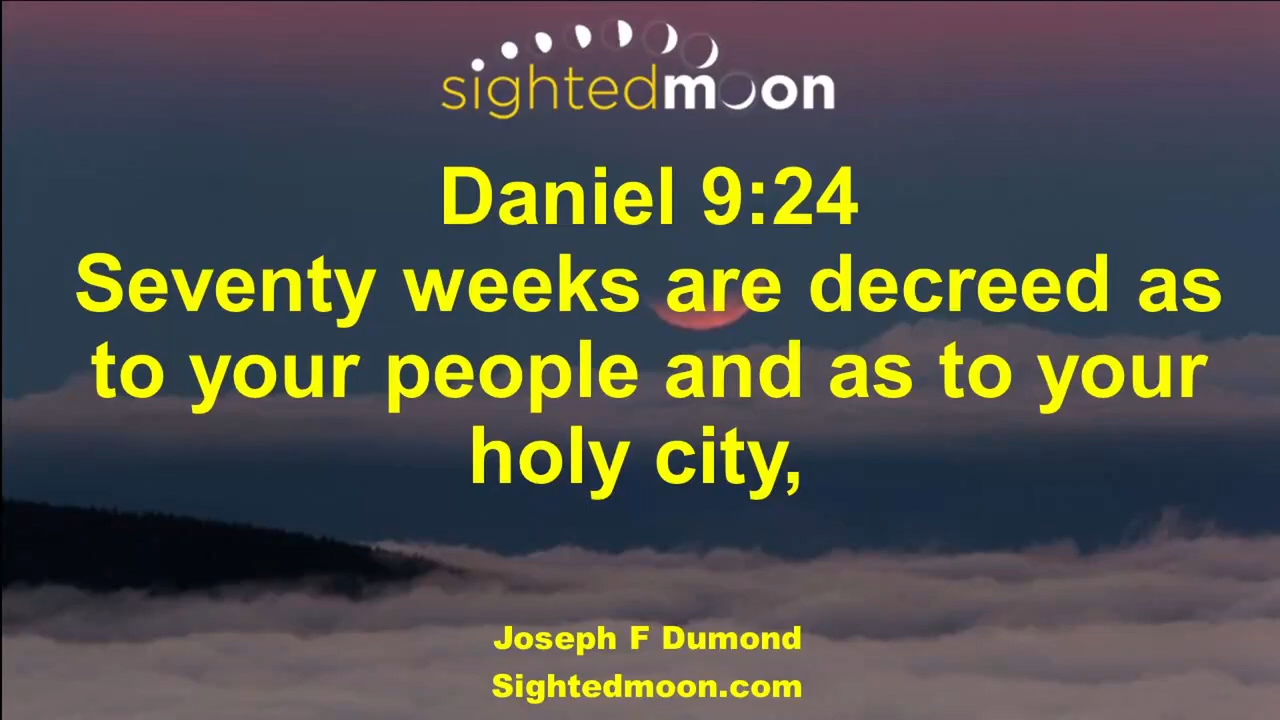 sightedmoon
Daniel 9:24
Seventy weeks are decreed as
to your people and as to your
holy city,
Joseph F Dumond
Sightedmoon.com